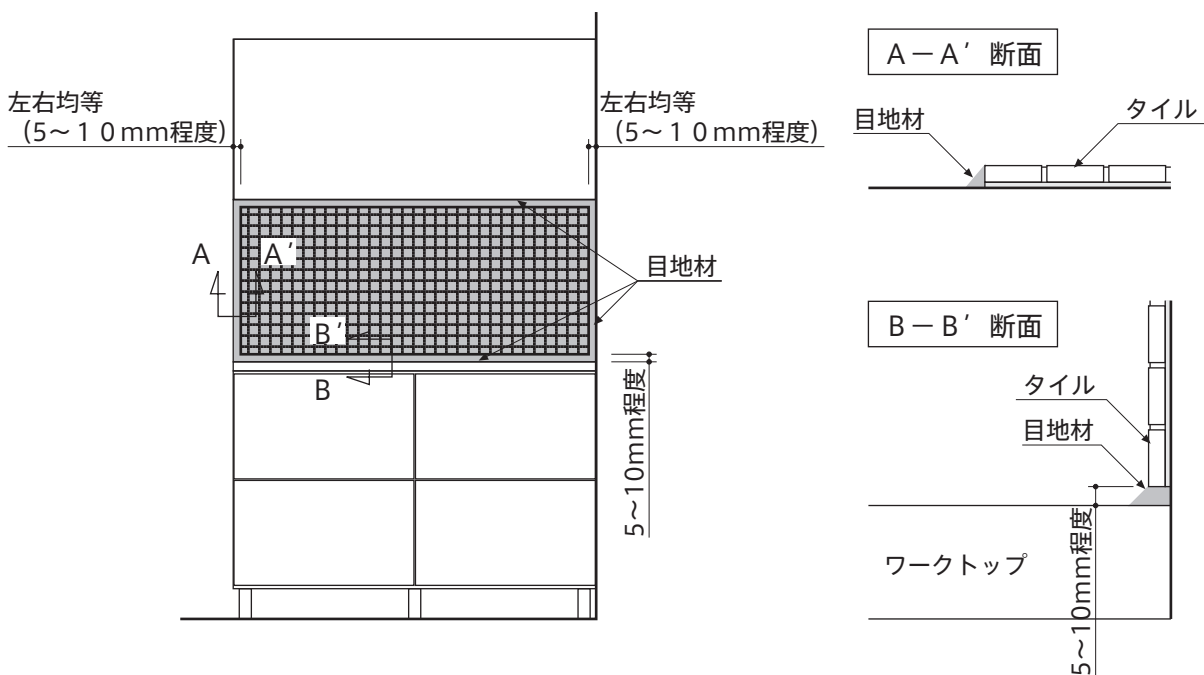 左右均等
（5～10mm程度）
左右均等
（5～10mm程度）
A
A'
B'
B
目地材
5～10mm程度
A－A' 断面
目地材
タイル
B－B' 断面
タイル
目地材
ワークトップ
5～10mm程度